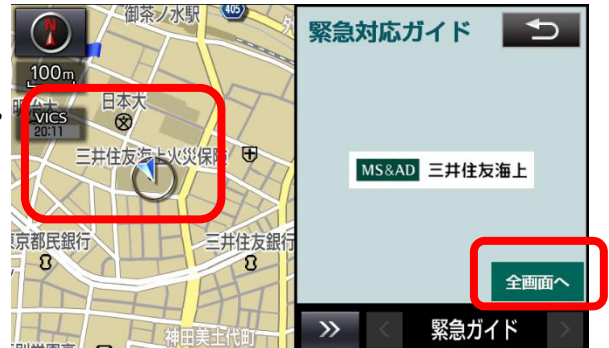 御茶ノ水駅
405
N
100m
VICS
20:11
日本大
三井住友海上火災保険
京都民銀行
三井住友銀行
神田美土代町
緊急対応ガイド
MS&AD 三井住友海上
全画面へ
>> < 緊急ガイド >